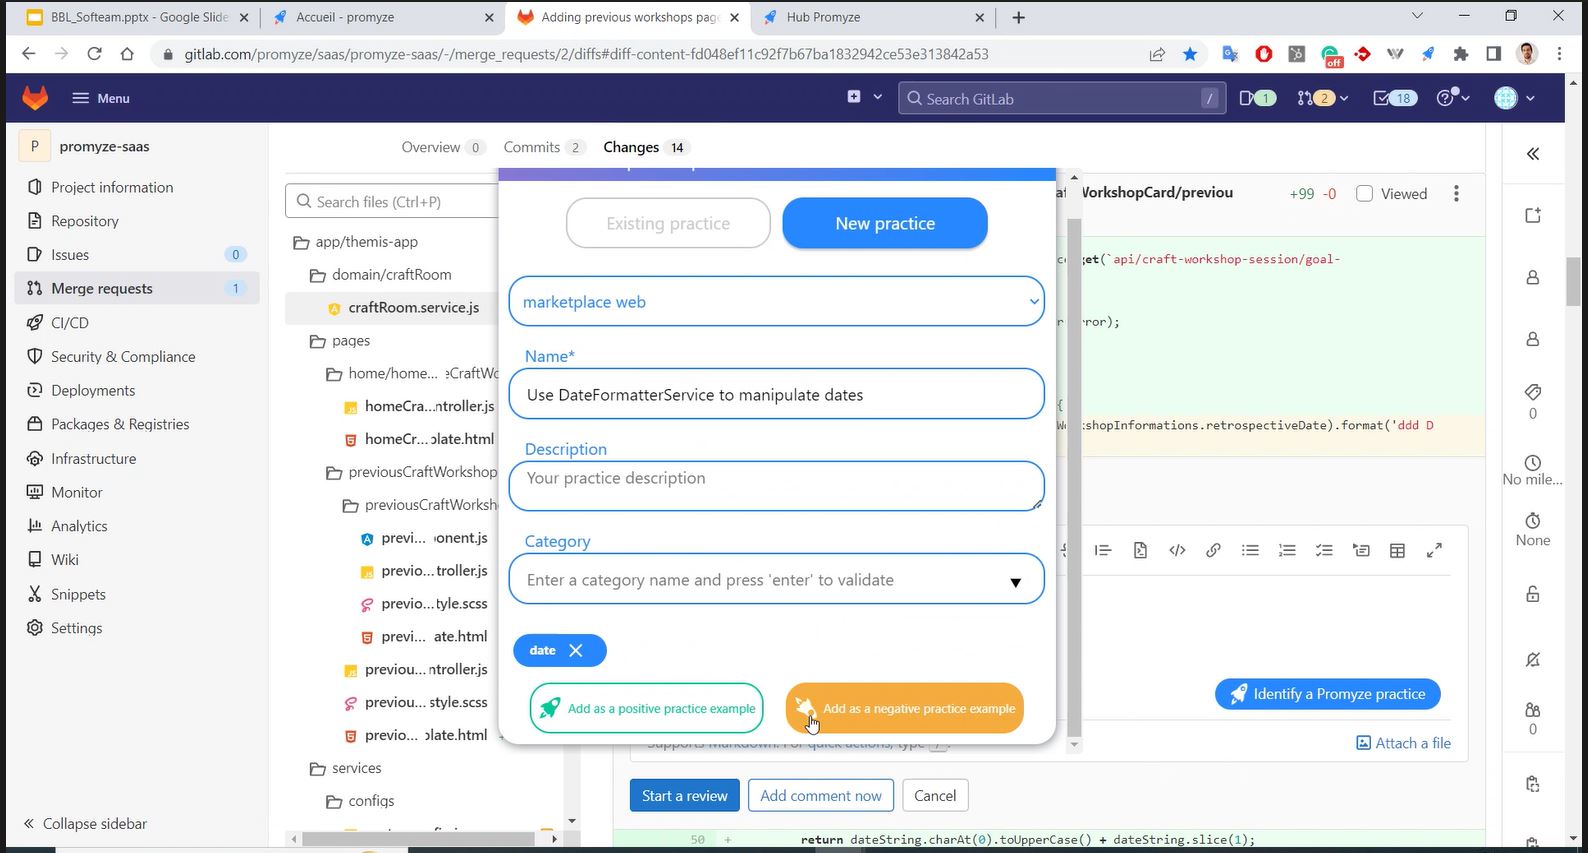 BBL_Softeam.pptx - Google Slide
Accueil - promyze
Adding previous workshops page
Hub Promyze
gitlab.com/promyze/saas/promyze-saas/-/merge_requests/2/diffs#diff-content-fd048ef11c92f7b67ba1832942ce53e313842a53
off
Menu
Search GitLab
/
1
2
18
P
promyze-saas
Project information
Repository
Issues
0
Merge requests
1
CI/CD
Security & Compliance
Deployments
Packages & Registries
Infrastructure
Monitor
Analytics
Wiki
Snippets
Settings
Collapse sidebar
Overview 0
Commits 2
Changes 14
Search files (Ctrl+P)
app/themis-app
domain/craftRoom
craftRoom.service.js
pages
home/home... eCraftWo
homeCra...ntroller.js
homeCr...plate.html
previousCraftWorkshop
previousCraftWorksh
previ... onent.js
previo...troller.js
previo...tyle.scss
previ... ate.html
previou...ntroller.js
previou...style.scss
previo...plate.html
services
configs
Existing practice
New practice
marketplace web
Name*
Use DateFormatterService to manipulate dates
Description
Your practice description
Category
Enter a category name and press 'enter' to validate
date
Add as a positive practice example
Add as a negative practice example
WorkshopCard/previou
+99 -0
Viewed
get(`api/craft-workshop-session/goal-
ror);
{
kshopInformations.retrospectiveDate).format('ddd D
Identify a Promyze practice
Supports Markdown. For quick actions, type /.
Attach a file
Start a review
Add comment now
Cancel
50 + return dateString.charAt(0).toUpperCase() + dateString.slice(1);
0
No mile...
None
0